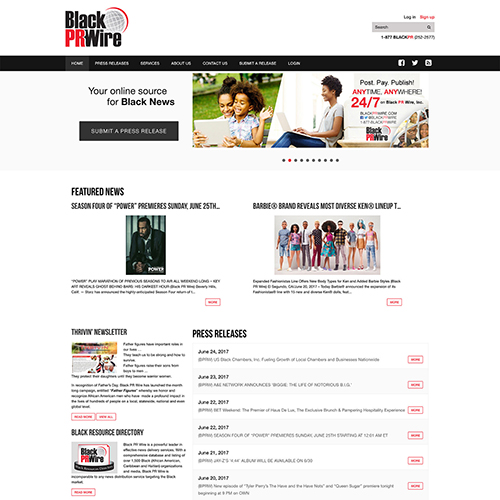 Black
PRWire
Log in Sign up
Search...
1-877-BLACKPR (252-2577)
HOME PRESS RELEASES SERVICES ABOUT US CONTACT US SUBMIT A RELEASE LOGIN
Your online source
for Black News
SUBMIT A PRESS RELEASE
Post. Pay. Publish!
ANYTIME, ANYWHERE!
24/7 on Black PR Wire, Inc.
BLACKPRWIRE.COM
@BLACKPRWIRE
1-877-BLACKPR
Black
PRWire
FEATURED NEWS
SEASON FOUR OF "POWER" PREMIERES SUNDAY, JUNE 25TH...
POWER
"POWER" PLAY MARATHON OF PREVIOUS SEASONS TO AIR ALL WEEKEND LONG – KEY
ART REVEALS GHOST BEHIND BARS: HIS DARKEST HOUR (Black PR Wire) Beverly Hills,
Calif. – Starz has announced the highly-anticipated Season Four return of t...
MORE
BARBIE® BRAND REVEALS MOST DIVERSE KEN® LINEUP T...
Expanded Fashionistas Line Offers New Body Types for Ken and Added Barbie Styles (Black
PR Wire) El Segundo, CA/June 20, 2017 – Today Barbie® announced the expansion of its
Fashionistas® line with 15 new and diverse Ken® dolls, feat...
MORE
THRIVIN' NEWSLETTER
Father figures have important roles in
our lives ...
They teach us to be strong and how to
survive.
Father figures raise their sons from
boys to men ...
They protect their daughters until they become warrior women.
In recognition of Father's Day, Black PR Wire has launched the month
long campaign, entitled "Father Figures" whereby we honor and
recognize African-American men who have made a profound impact in
the lives of hundreds of people on a local, statewide, national and even
global level.
READ MORE VIEW ALL
BLACK RESOURCE DIRECTORY
Black
PRWire
Black Resource Directory
Black PR Wire is a powerful leader in
effective news delivery services. With a
comprehensive database and listing of
over 1,500 Black (African American,
Caribbean and Haitian) organizations
and media, Black PR Wire is
incomparable to any news distribution service targeting the Black
market.
PRESS RELEASES
June 24, 2017
(BPRW) US Black Chambers, Inc. Fueling Growth of Local Chambers and Businesses Nationwide
MORE
June 23, 2017
(BPRW) A&E NETWORK ANNOUNCES 'BIGGIE: THE LIFE OF NOTORIOUS B.I.G.'
MORE
June 22, 2017
(BPRW) BET Weekend: The Premier of Haus De Lux, The Exclusive Brunch & Pampering Hospitality Experience
MORE
June 22, 2017
(BPRW) SEASON FOUR OF "POWER" PREMIERES SUNDAY, JUNE 25TH STARTING AT 12:01 AM ET
MORE
June 21, 2017
(BPRW) JAY-Z'S '4:44' ALBUM WILL BE AVAILABLE ON 6/30
MORE
June 20, 2017
(BPRW) New episode of "Tyler Perry's The Have and the Have Nots" and "Queen Sugar" premiere tonight
beginning at 9 PM on OWN
MORE